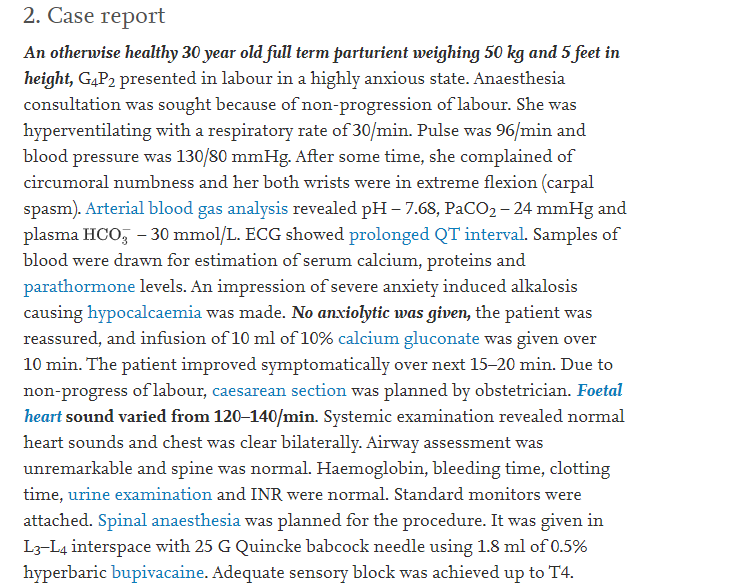 2. Case report
An otherwise healthy 30 year old full term parturient weighing 50 kg and 5 feet in
height, G4P2 presented in labour in a highly anxious state. Anaesthesia
consultation was sought because of non-progression of labour. She was
hyperventilating with a respiratory rate of 30/min. Pulse was 96/min and
blood pressure was 130/80 mmHg. After some time, she complained of
circumoral numbness and her both wrists were in extreme flexion (carpal
spasm). Arterial blood gas analysis revealed pH – 7.68, PaCO2 – 24 mmHg and
plasma HCO3− – 30 mmol/L. ECG showed prolonged QT interval. Samples of
blood were drawn for estimation of serum calcium, proteins and
parathormone levels. An impression of severe anxiety induced alkalosis
causing hypocalcaemia was made. No anxiolytic was given, the patient was
reassured, and infusion of 10 ml of 10% calcium gluconate was given over
10 min. The patient improved symptomatically over next 15–20 min. Due to
non-progress of labour, caesarean section was planned by obstetrician. Foetal
heart sound varied from 120–140/min. Systemic examination revealed normal
heart sounds and chest was clear bilaterally. Airway assessment was
unremarkable and spine was normal. Haemoglobin, bleeding time, clotting
time, urine examination and INR were normal. Standard monitors were
attached. Spinal anaesthesia was planned for the procedure. It was given in
L3–L4 interspace with 25 G Quincke babcock needle using 1.8 ml of 0.5%
hyperbaric bupivacaine. Adequate sensory block was achieved up to T4.